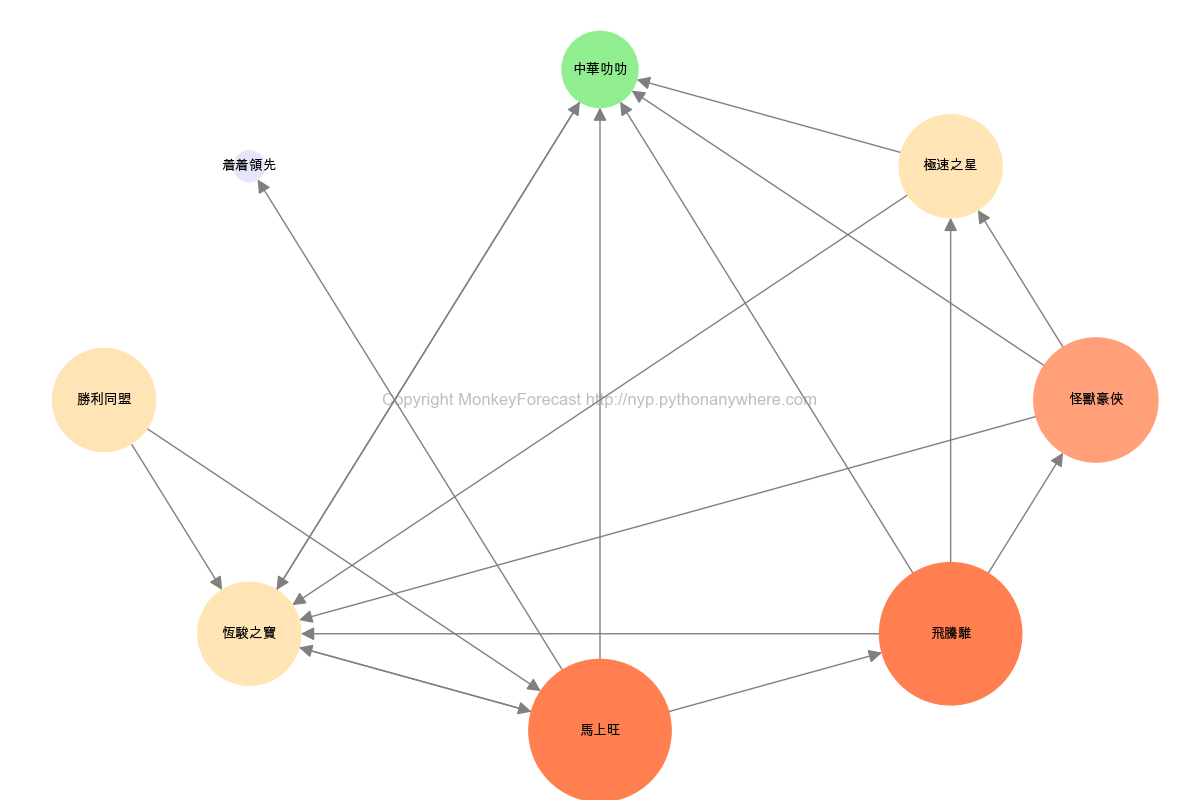 中華叻叻
着着領先
極速之星
勝利同盟
Copyright MonkeyForecast http://nyp.pythonanywhere.com
怪獸豪俠
恆駿之寶
飛騰騅
馬上旺